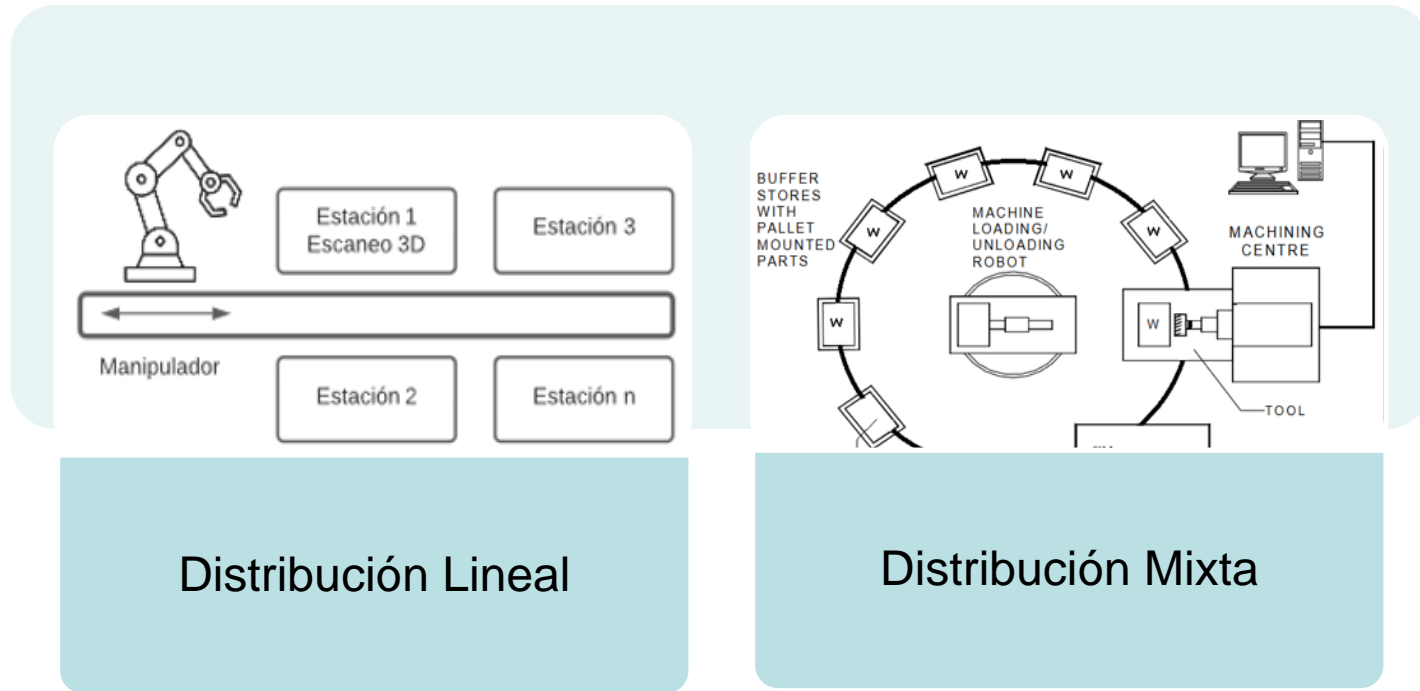 Estación 1
Escaneo 3D
Estación 3
Manipulador
Estación 2
Estación n
Distribución Lineal
BUFFER
STORES
WITH
PALLET
MOUNTED
PARTS
MACHINE
LOADING/
UNLOADING
ROBOT
MACHINING
CENTRE
W
W
W
W
W
W
TOOL
Distribución Mixta